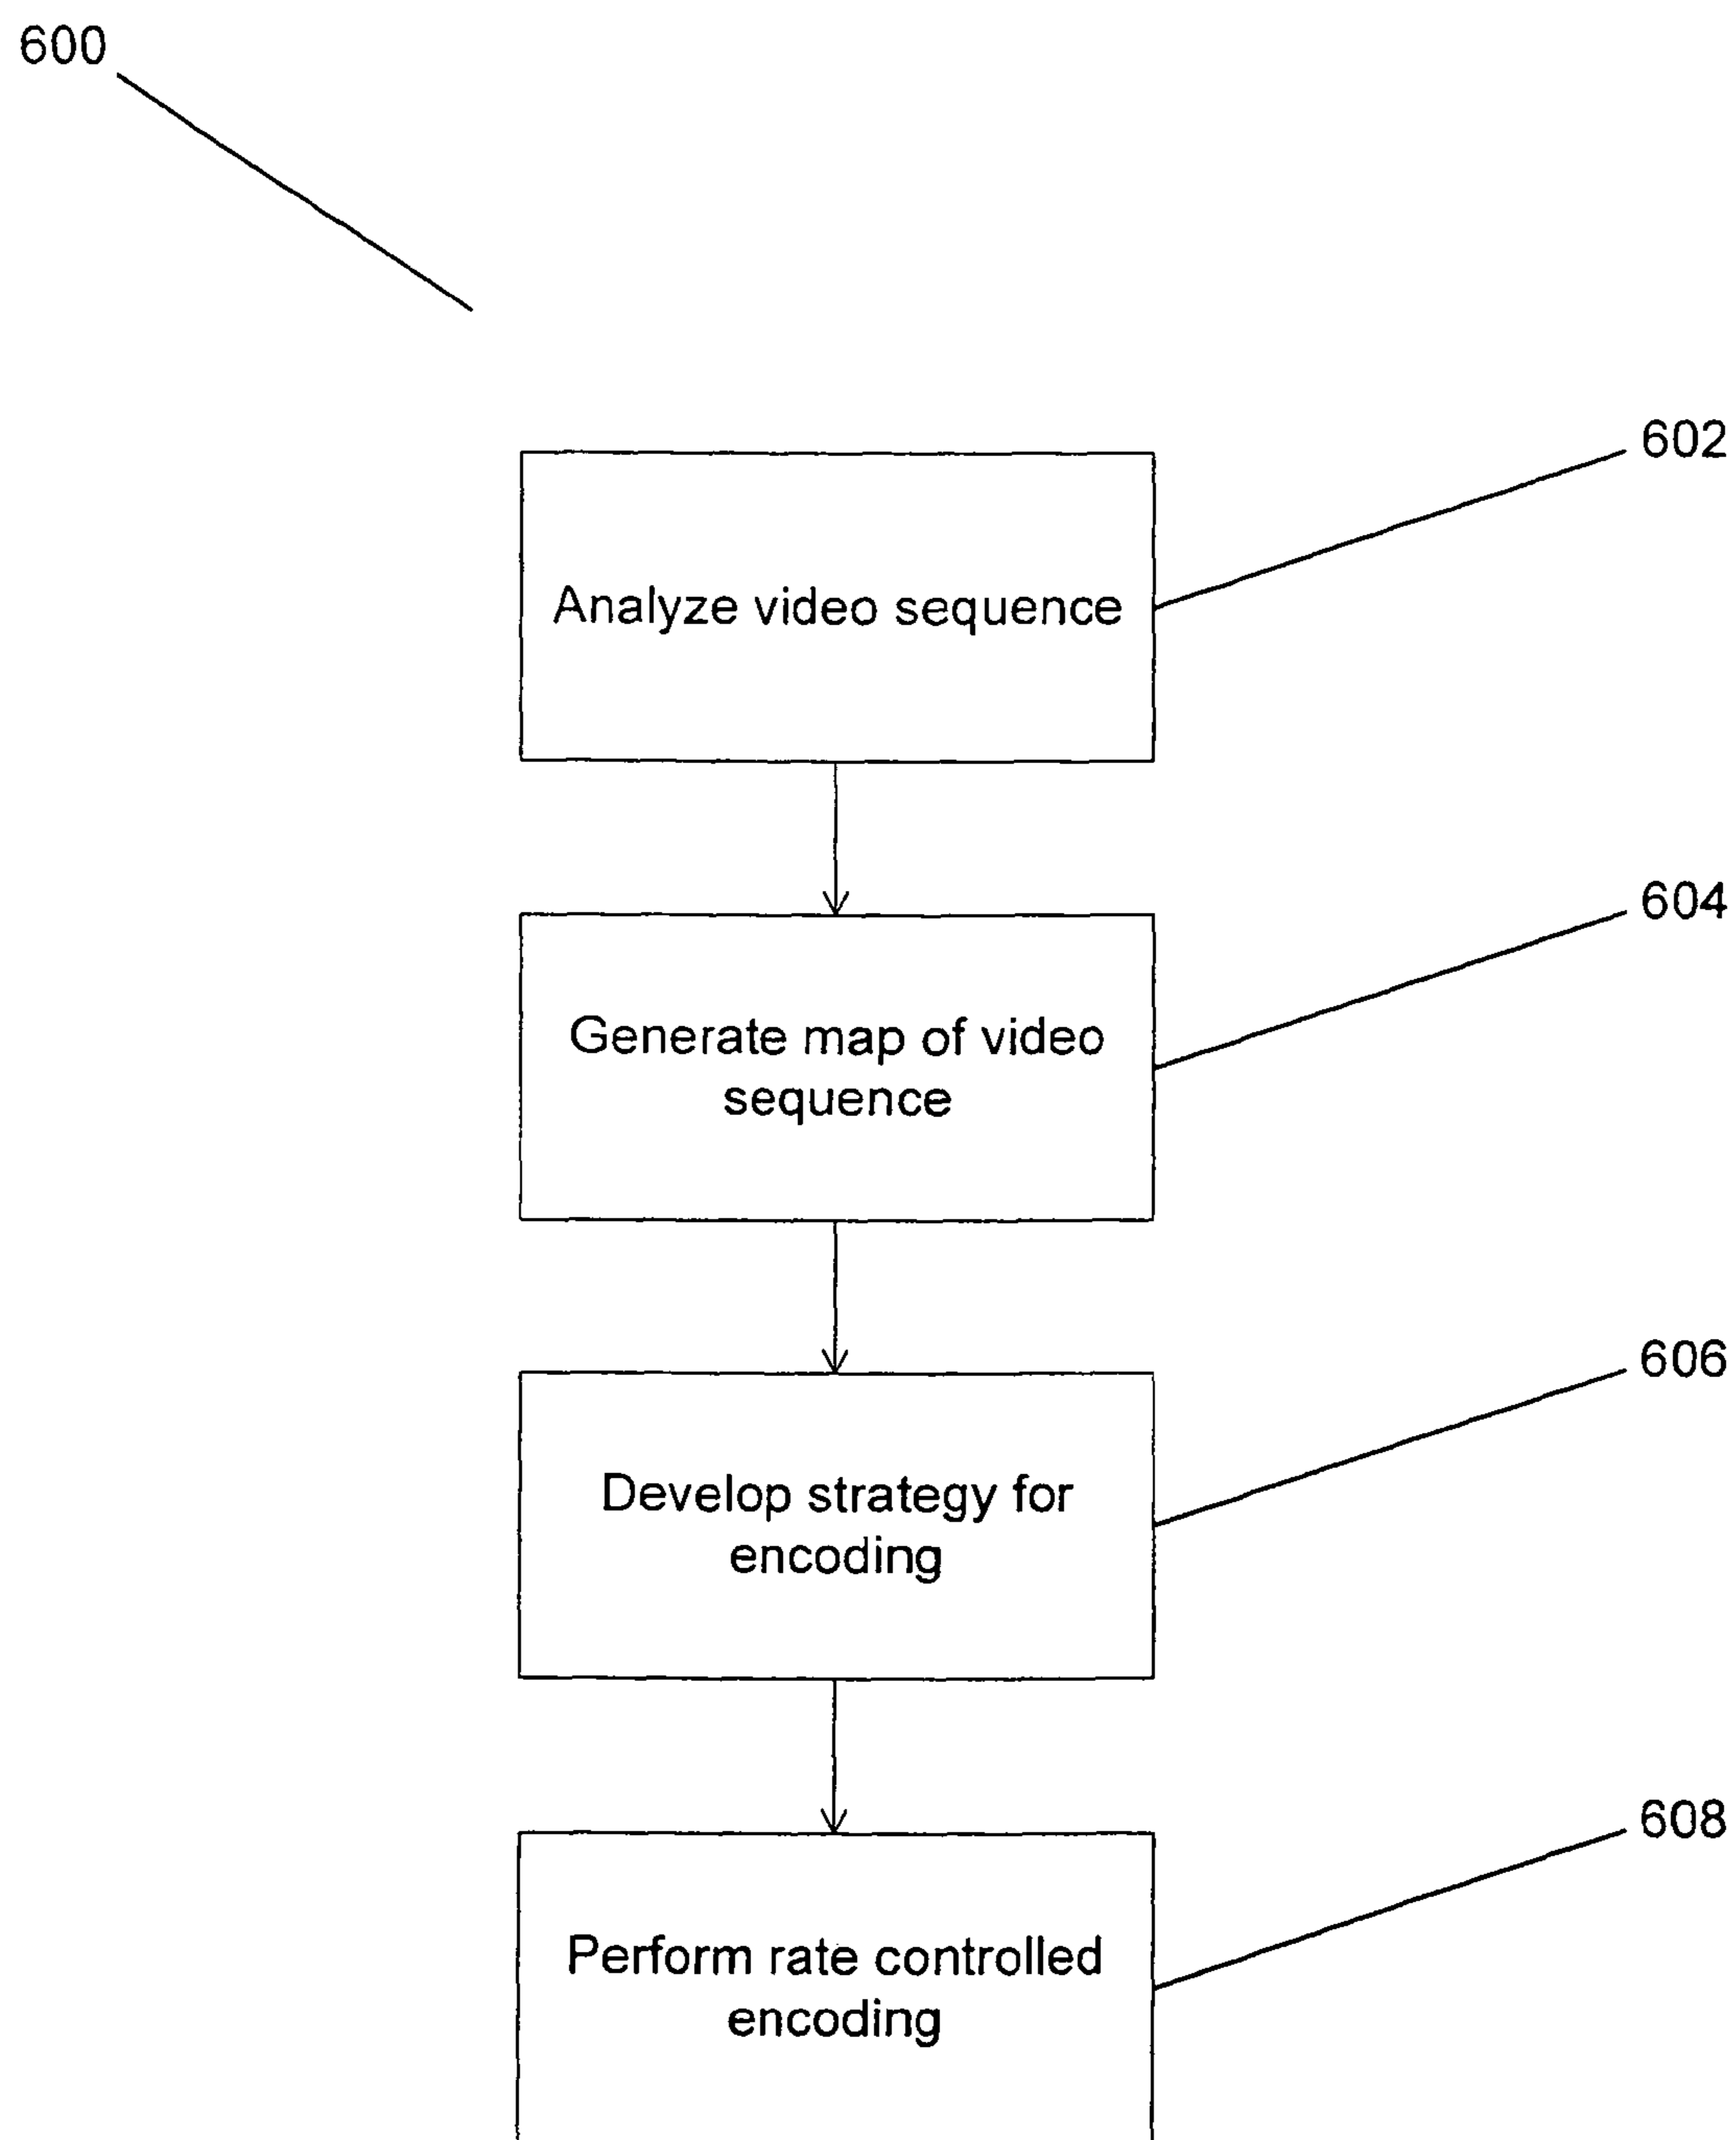 600
602
Analyze video sequence
604
Generate map of video
sequence
606
Develop strategy for
encoding
608
Perform rate controlled
encoding